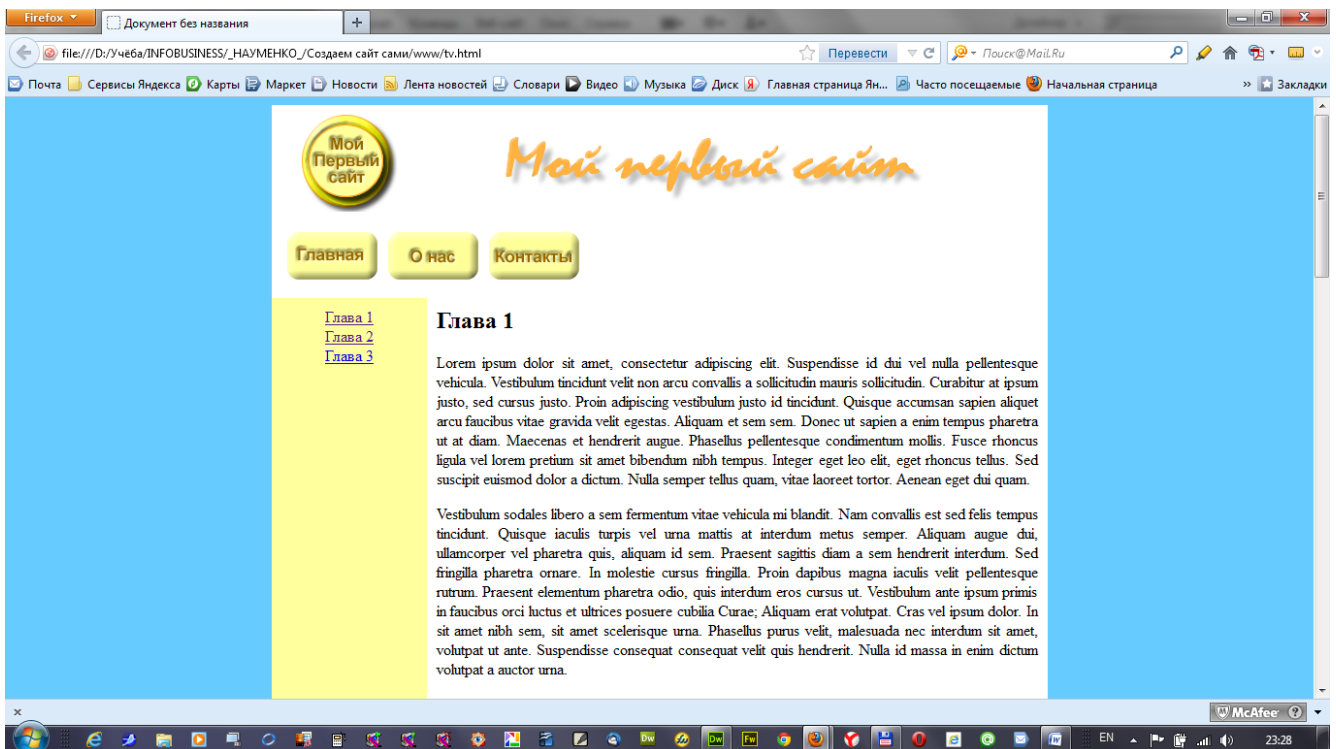 Firefox
Документ без названия
file:///D:/Учёба/INFOBUSINESS/_НАУМЕНКО_/Создаем сайт сами/www/tv.html
Перевести
Поиск@Mail.Ru
Почта Сервисы Яндекса Карты Маркет Новости Лента новостей Словари Видео Музыка Диск Главная страница Ян... Часто посещаемые Начальная страница » Закладки
Мой
Первый
сайт
Мой первый сайт
Главная О нас Контакты
Глава 1
Глава 2
Глава 3
Глава 1
Lorem ipsum dolor sit amet, consectetur adipiscing elit. Suspendisse id dui vel nulla pellentesque
vehicula. Vestibulum tincidunt velit non arcu convallis a sollicitudin mauris sollicitudin. Curabitur at ipsum
justo, sed cursus justo. Proin adipiscing vestibulum justo id tincidunt. Quisque accumsan sapien aliquet
arcu faucibus vitae gravida velit egestas. Aliquam et sem sem. Donec ut sapien a enim tempus pharetra
ut at diam. Maecenas et hendrerit augue. Phasellus pellentesque condimentum mollis. Fusce rhoncus
ligula vel lorem pretium sit amet bibendum nibh tempus. Integer eget leo elit, eget rhoncus tellus. Sed
suscipit euismod dolor a dictum. Nulla semper tellus quam, vitae laoreet tortor. Aenean eget dui quam.
Vestibulum sodales libero a sem fermentum vitae vehicula mi blandit. Nam convallis est sed felis tempus
tincidunt. Quisque iaculis turpis vel urna mattis at interdum metus semper. Aliquam augue dui,
ullamcorper vel pharetra quis, aliquam id sem. Praesent sagittis diam a sem hendrerit interdum. Sed
fringilla pharetra ornare. In molestie cursus fringilla. Proin dapibus magna iaculis velit pellentesque
rutrum. Praesent elementum pharetra odio, quis interdum eros cursus ut. Vestibulum ante ipsum primis
in faucibus orci luctus et ultrices posuere cubilia Curae; Aliquam erat volutpat. Cras vel ipsum dolor. In
sit amet nibh sem, sit amet scelerisque urna. Phasellus purus velit, malesuada nec interdum sit amet,
volutpat ut ante. Suspendisse consequat consequat velit quis hendrerit. Nulla id massa in enim dictum
volutpat a auctor urna.
McAfee
EN
23:28